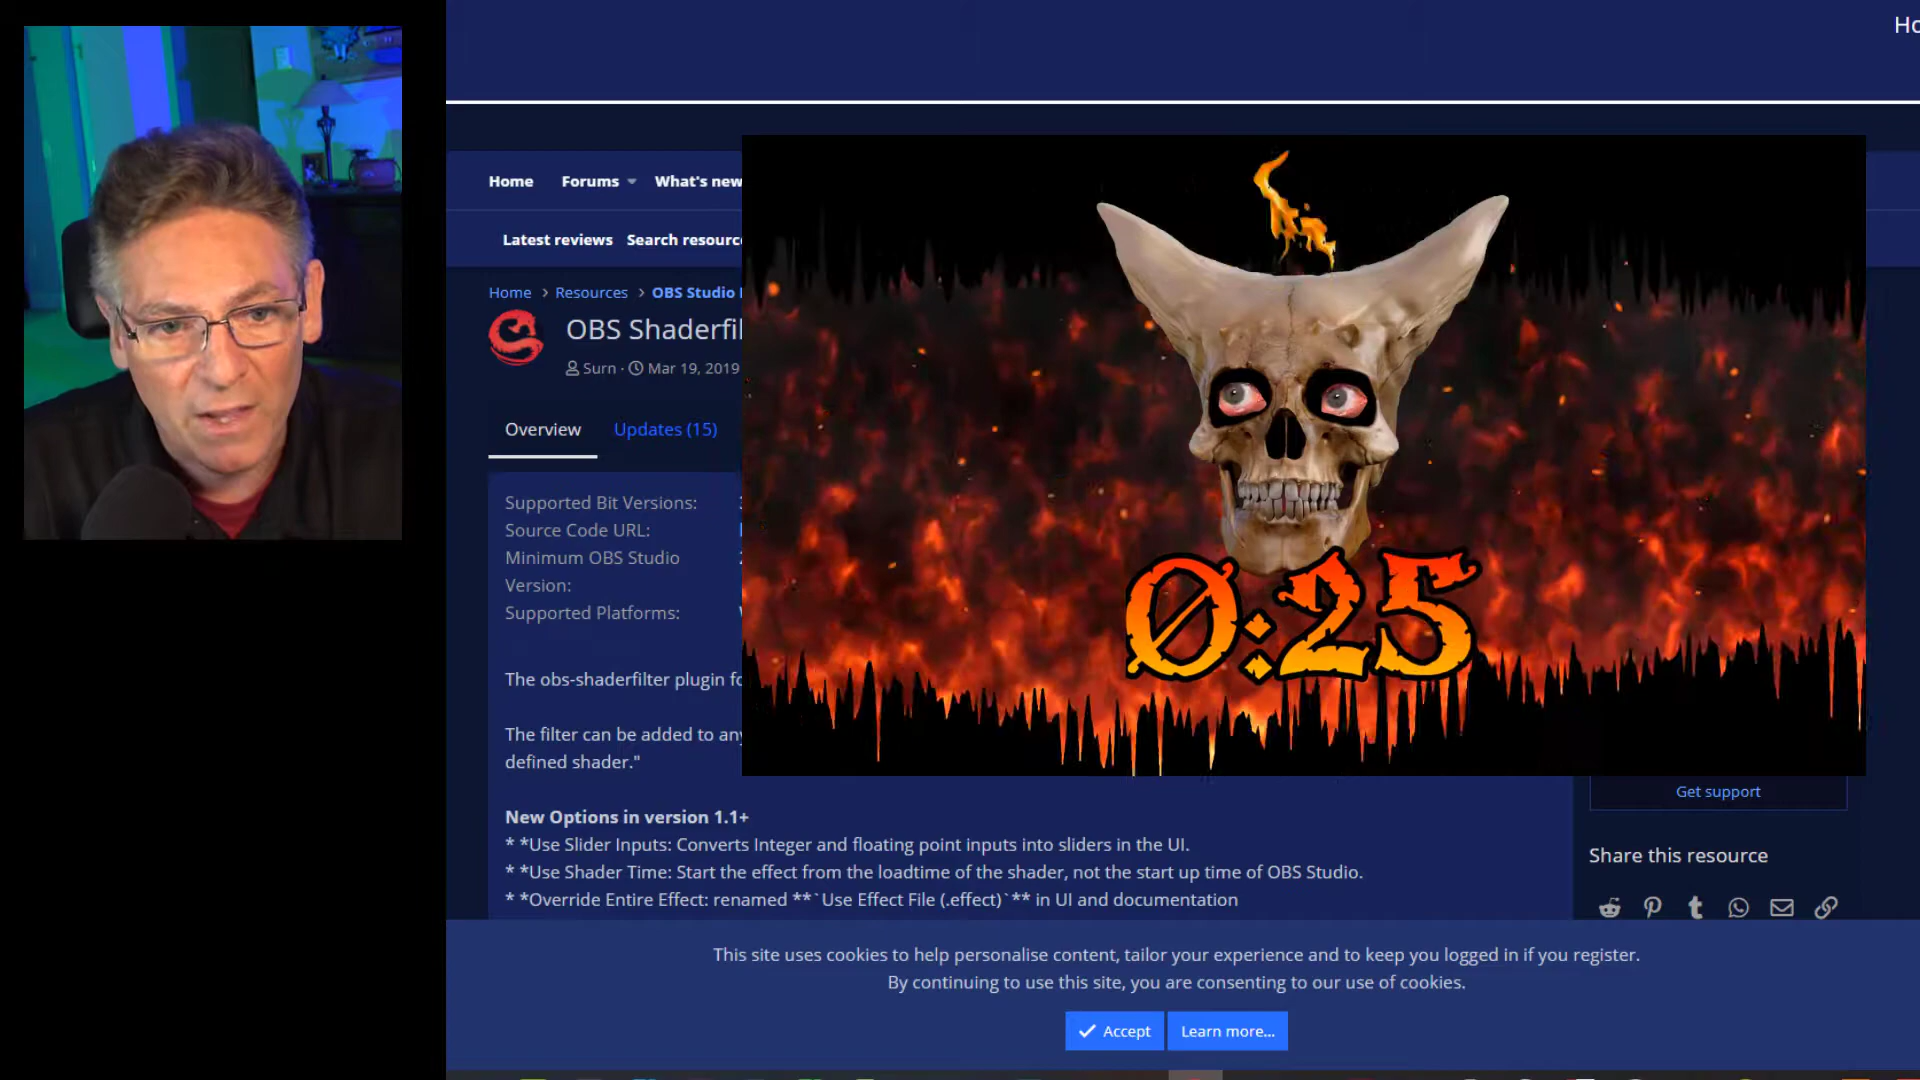 Home Forums What's new
Latest reviews Search
Home > Resources > OBS Studio
OBS
Surn · Mar 19, 2019
Overview Updates (15)
Supported Bit Versions:
Source Code URL:
Minimum OBS Studio
Version:
Supported Platforms:
The obs-shaderfilter plugin
The filter can be added to
defined shader."
0:25
New Options in version 1.1+
* *Use Slider Inputs: Converts Integer and floating point inputs into sliders in the UI.
* *Use Shader Time: Start the effect from the loadtime of the shader, not the start up time of OBS Studio.
* *Override Entire Effect: renamed **`Use Effect File (.effect)`** in UI and documentation
Get support
Share this resource
This site uses cookies to help personalise content, tailor your experience and to keep you logged in if you register.
By continuing to use this site, you are consenting to our use of cookies.
Accept Learn more...